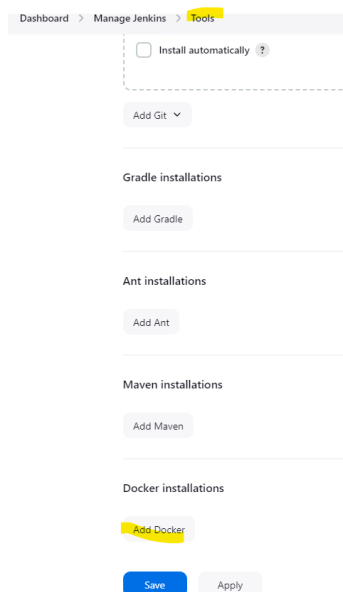 Dashboard > Manage Jenkins > Tools
Install automatically ?
Add Git
Gradle installations
Add Gradle
Ant installations
Add Ant
Maven installations
Add Maven
Docker installations
Add Docker
Save Apply